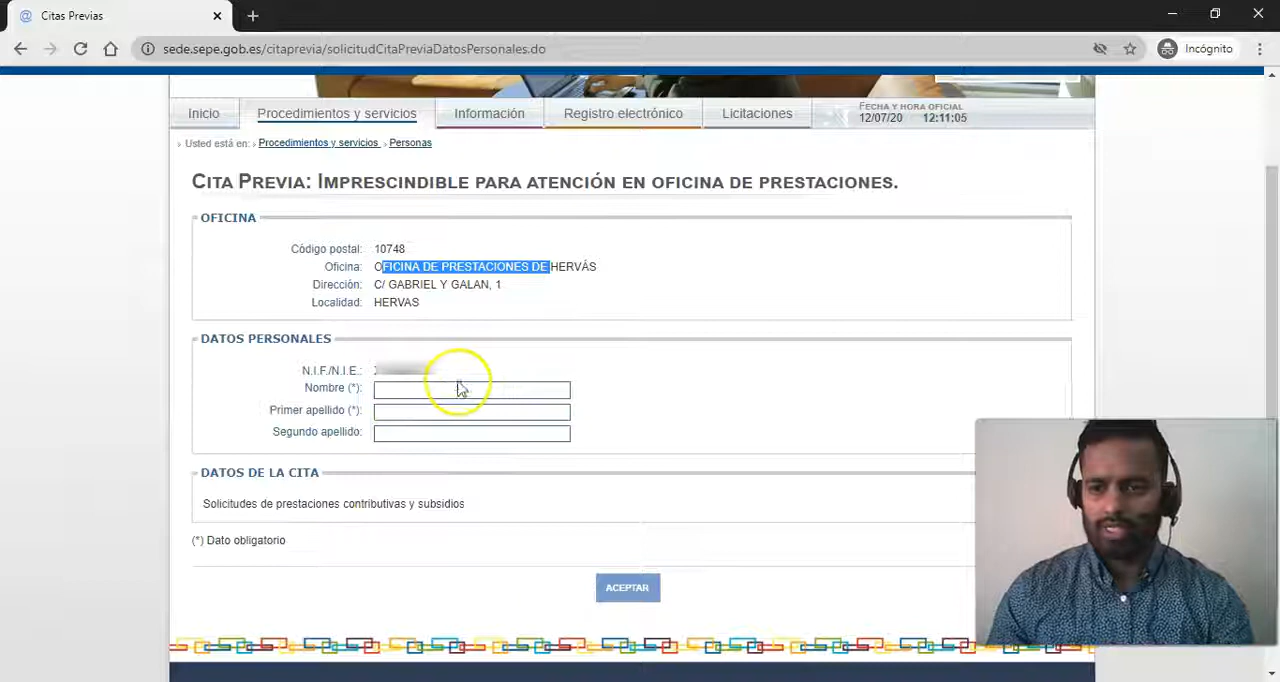 Citas Previas
sede.sepe.gob.es/citaprevia/solicitudCitaPreviaDatosPersonales.do
Incógnito
Inicio
Procedimientos y servicios
Información
Registro electrónico
Licitaciones
FECHA Y HORA OFICIAL
12/07/20 12:11:05
Usted está en: Procedimientos y servicios Personas
CITA PREVIA: IMPRESCINDIBLE PARA ATENCIÓN EN OFICINA DE PRESTACIONES.
OFICINA
Código postal: 10748
Oficina: OFICINA DE PRESTACIONES DE HERVÁS
Dirección: C/ GABRIEL Y GALAN, 1
Localidad: HERVAS
DATOS PERSONALES
N.I.F./N.I.E.:
Nombre (*):
Primer apellido (*):
Segundo apellido:
DATOS DE LA CITA
Solicitudes de prestaciones contributivas y subsidios
(*) Dato obligatorio
ACEPTAR